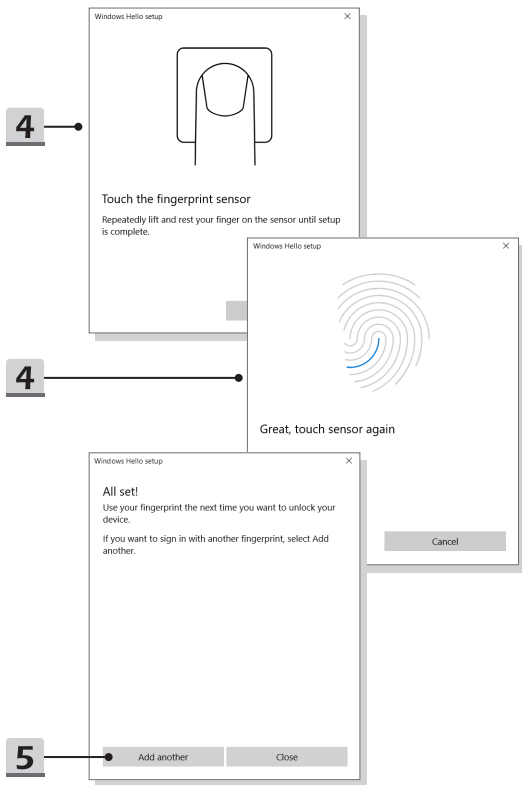 Windows Hello setup
4
Touch the fingerprint sensor
Repeatedly lift and rest your finger on the sensor until setup
is complete.
Windows Hello setup
4
Great, touch sensor again
Cancel
Windows Hello setup
All set!
Use your fingerprint the next time you want to unlock your
device.
If you want to sign in with another fingerprint, select Add
another.
5
Add another
Close